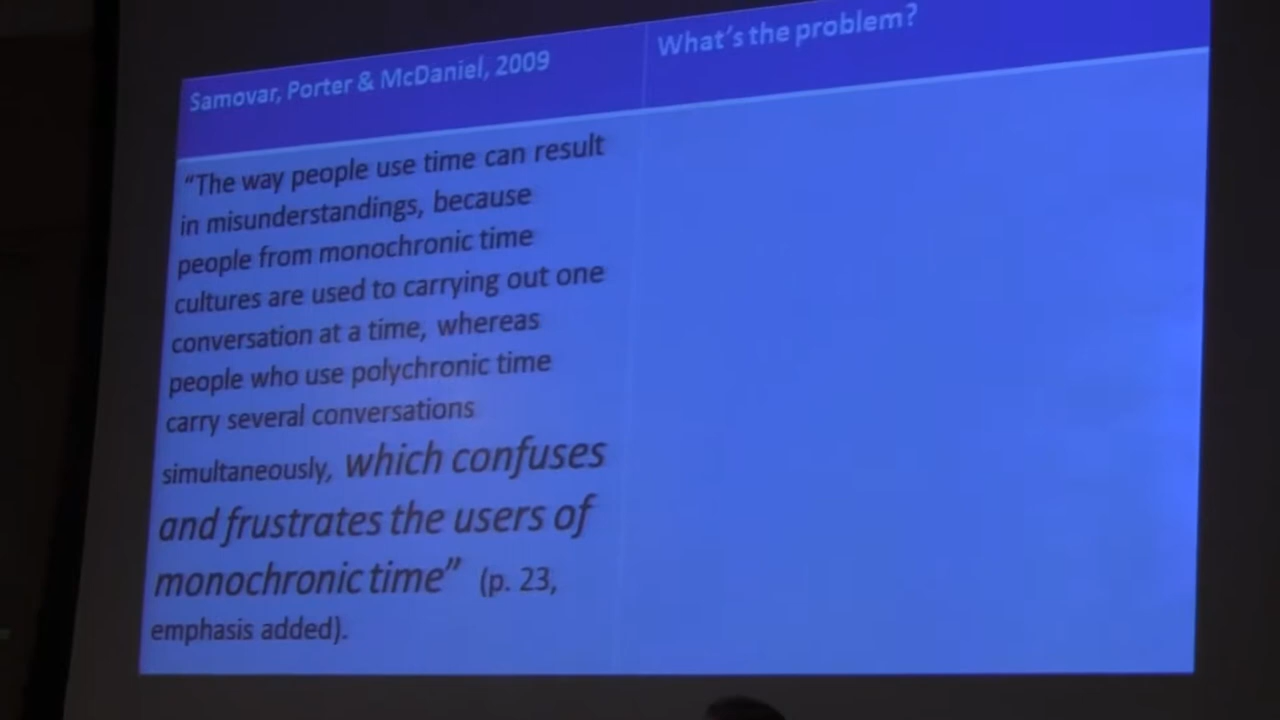 Samovar, Porter & McDaniel, 2009
What's the problem?
“The way people use time can result
in misunderstandings, because
people from monochronic time
cultures are used to carrying out one
conversation at a time, whereas
people who use polychronic time
carry several conversations
simultaneously, which confuses
and frustrates the users of
monochronic time” (p. 23,
emphasis added).